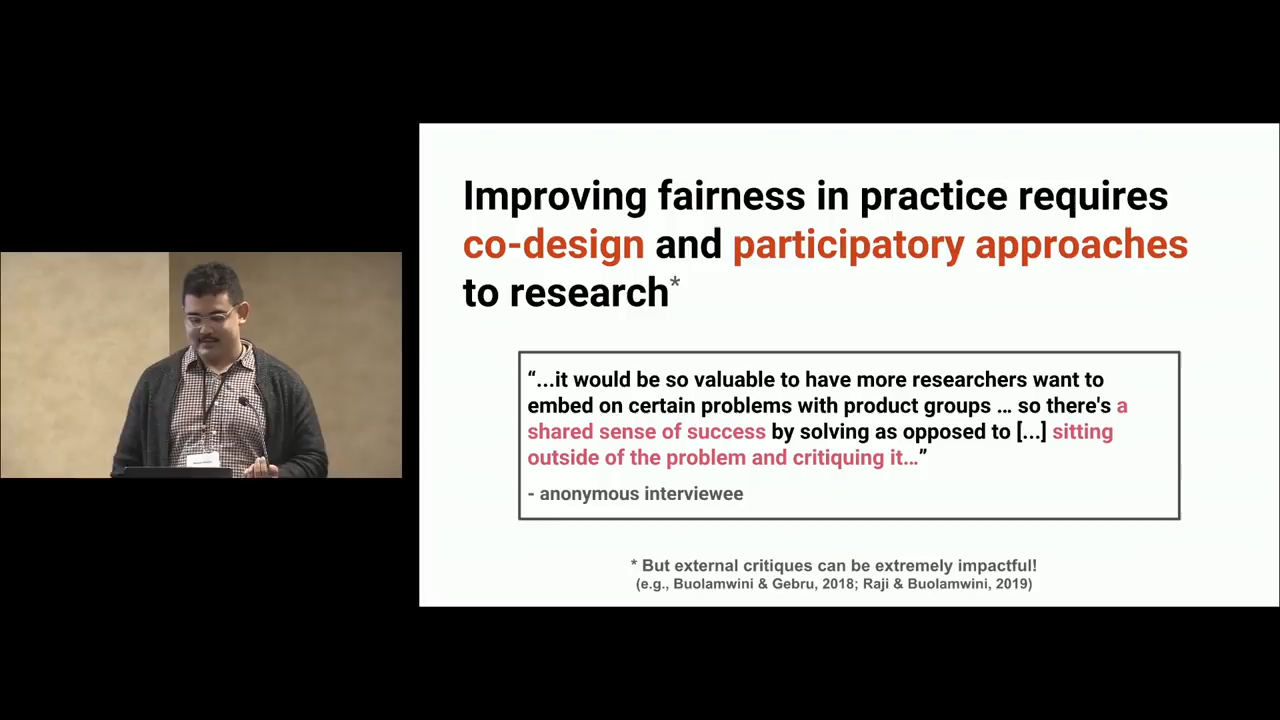 Improving fairness in practice requires
co-design and participatory approaches
to research*
“...it would be so valuable to have more researchers want to
embed on certain problems with product groups … so there's a
shared sense of success by solving as opposed to [...] sitting
outside of the problem and critiquing it…”
- anonymous interviewee
* But external critiques can be extremely impactful!
(e.g., Buolamwini & Gebru, 2018; Raji & Buolamwini, 2019)